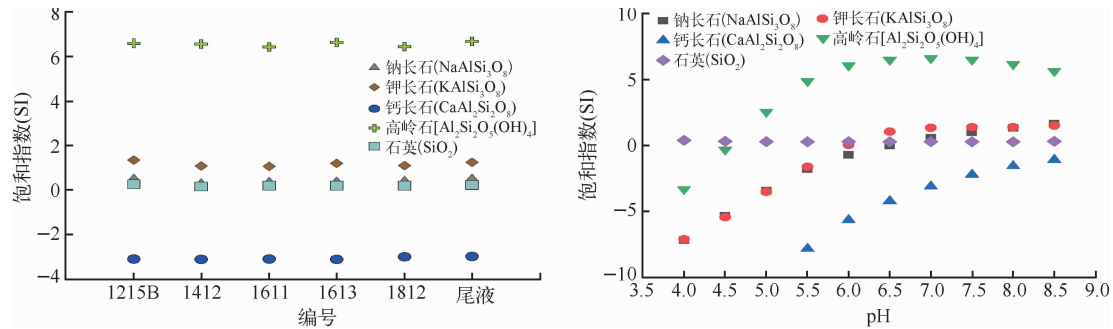 饱和指数(SI)
8
6
4
2
0
−2
−4
钠长石(NaAlSi₃O₈)
钾长石(KAlSi₃O₈)
钙长石(CaAl₂Si₂O₈)
高岭石[Al₂Si₂O₅(OH)₄]
石英(SiO₂)
1215B 1412 1611 1613 1812 尾液
编号
饱和指数(SI)
10
5
0
−5
−10
钠长石(NaAlSi₃O₈) 钾长石(KAlSi₃O₈)
钙长石(CaAl₂Si₂O₈) 高岭石[Al₂Si₂O₅(OH)₄]
石英(SiO₂)
3.5 4.0 4.5 5.0 5.5 6.0 6.5 7.0 7.5 8.0 8.5 9.0
pH